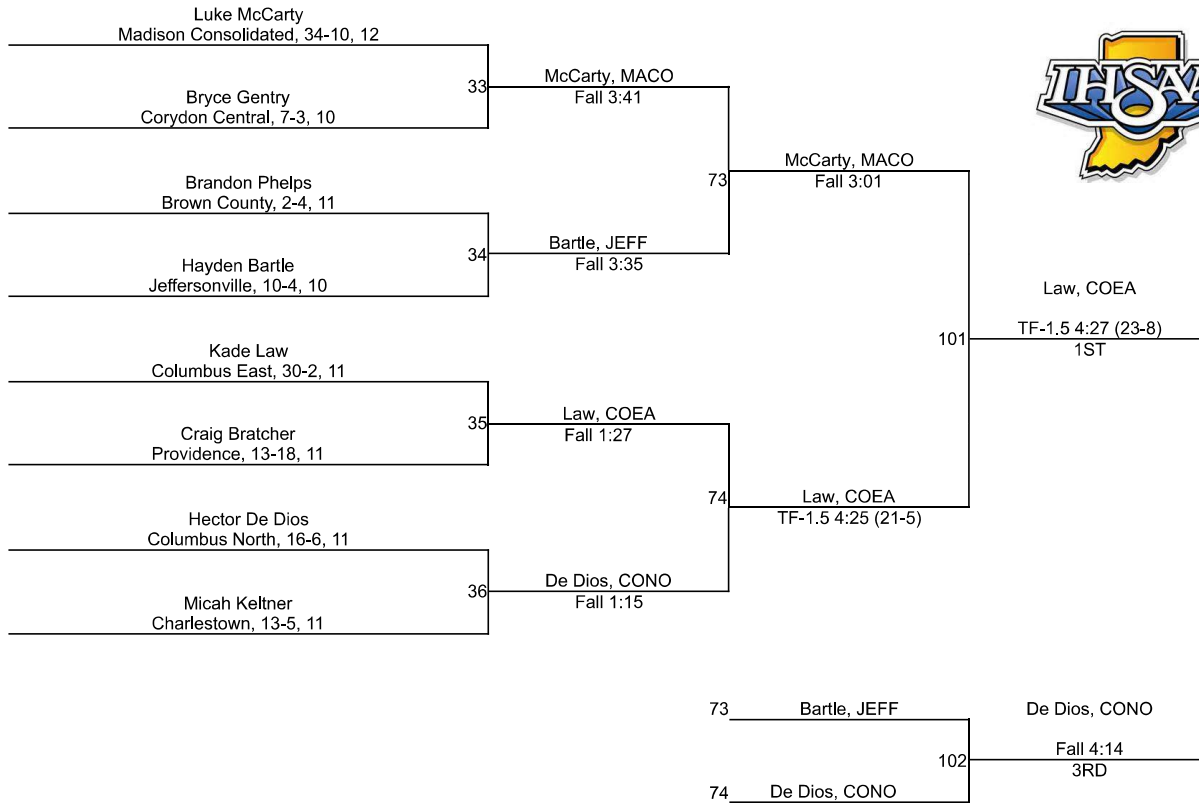 Luke McCarty
Madison Consolidated, 34-10, 12
33
Bryce Gentry
Corydon Central, 7-3, 10
McCarty, MACO
Fall 3:41
73
Brandon Phelps
Brown County, 2-4, 11
34
Hayden Bartle
Jeffersonville, 10-4, 10
Bartle, JEFF
Fall 3:35
McCarty, MACO
Fall 3:01
101
Kade Law
Columbus East, 30-2, 11
35
Craig Bratcher
Providence, 13-18, 11
Law, COEA
Fall 1:27
74
Hector De Dios
Columbus North, 16-6, 11
36
Micah Keltner
Charlestown, 13-5, 11
De Dios, CONO
Fall 1:15
Law, COEA
TF-1.5 4:25 (21-5)
IHSAA
Law, COEA
TF-1.5 4:27 (23-8)
1ST
73
Bartle, JEFF
102
74
De Dios, CONO
De Dios, CONO
Fall 4:14
3RD